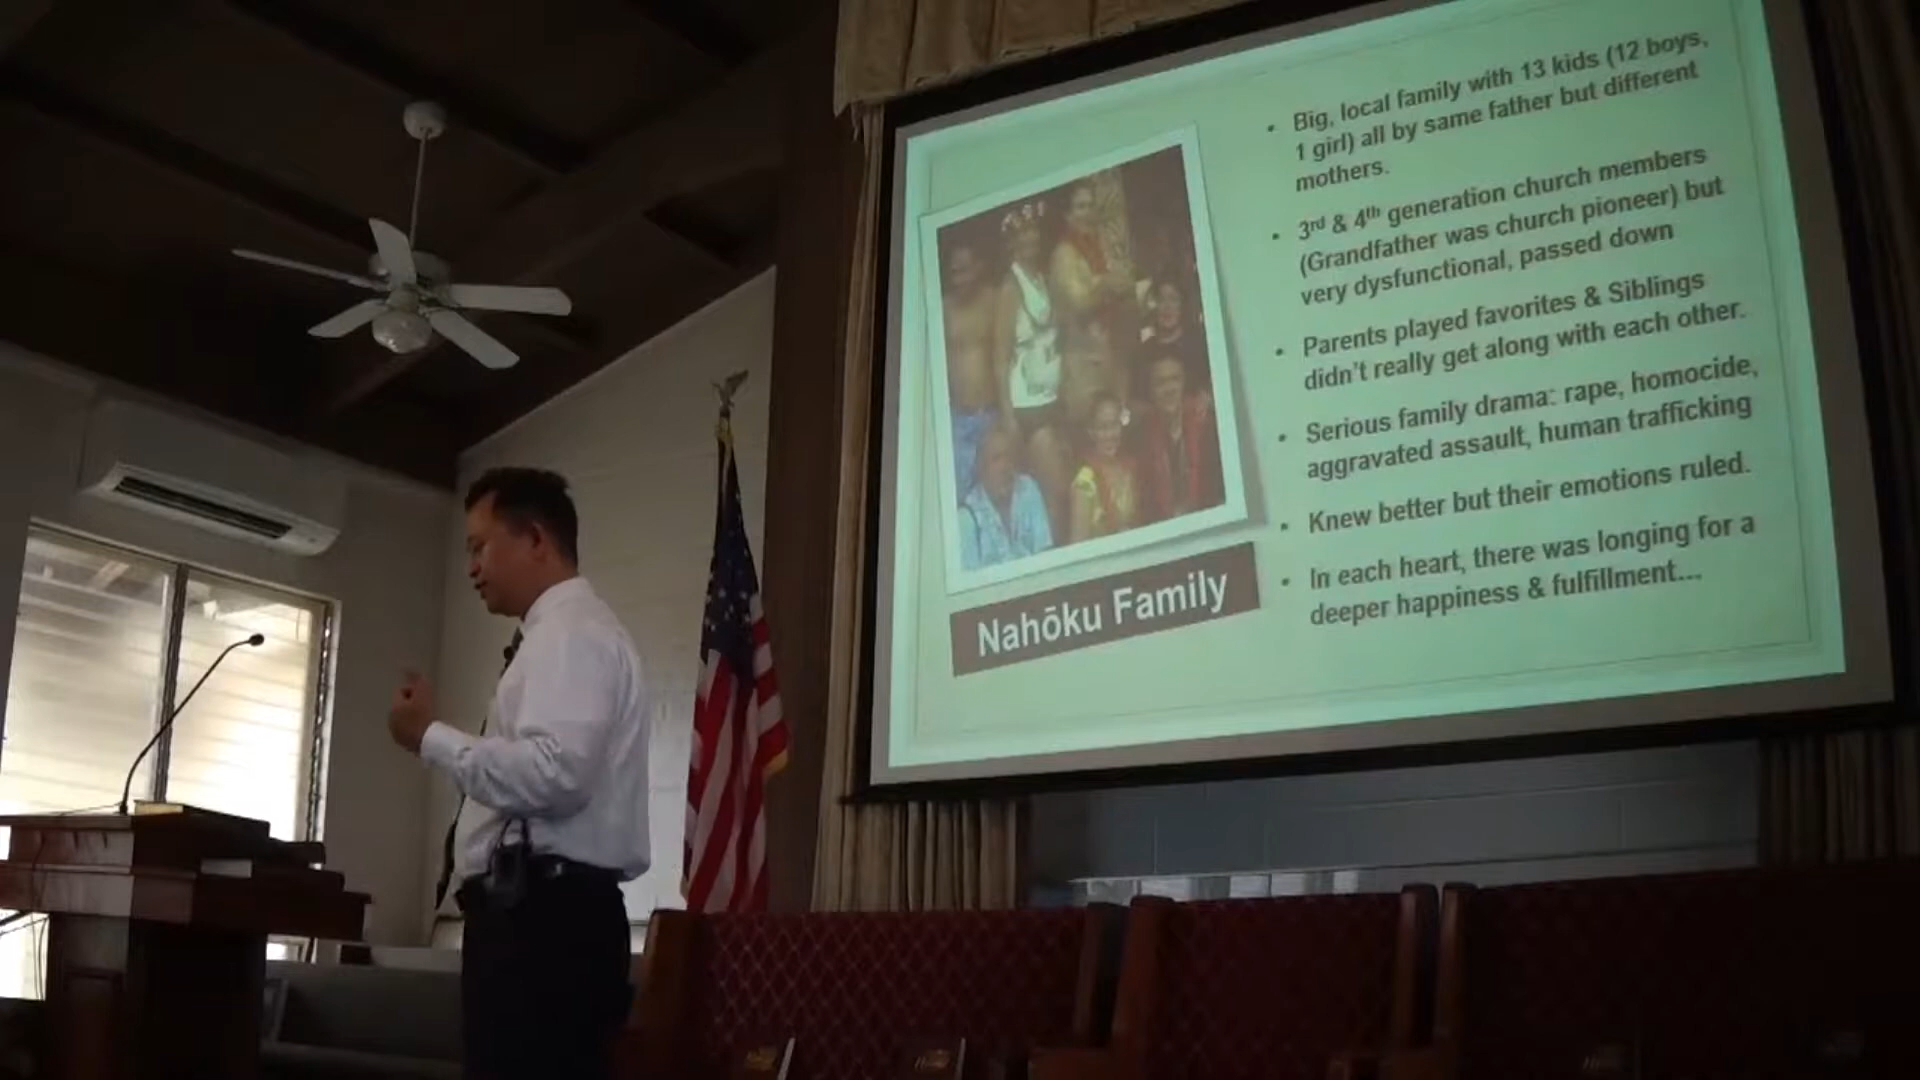 • Big, local family with 13 kids (12 boys,
1 girl) all by same father but different
mothers.
• 3rd & 4th generation church members
(Grandfather was church pioneer) but
very dysfunctional, passed down
• Parents played favorites & Siblings
didn't really get along with each other.
• Serious family drama: rape, homocide,
aggravated assault, human trafficking
• Knew better but their emotions ruled.
• In each heart, there was longing for a
deeper happiness & fulfillment...
Nahōku Family